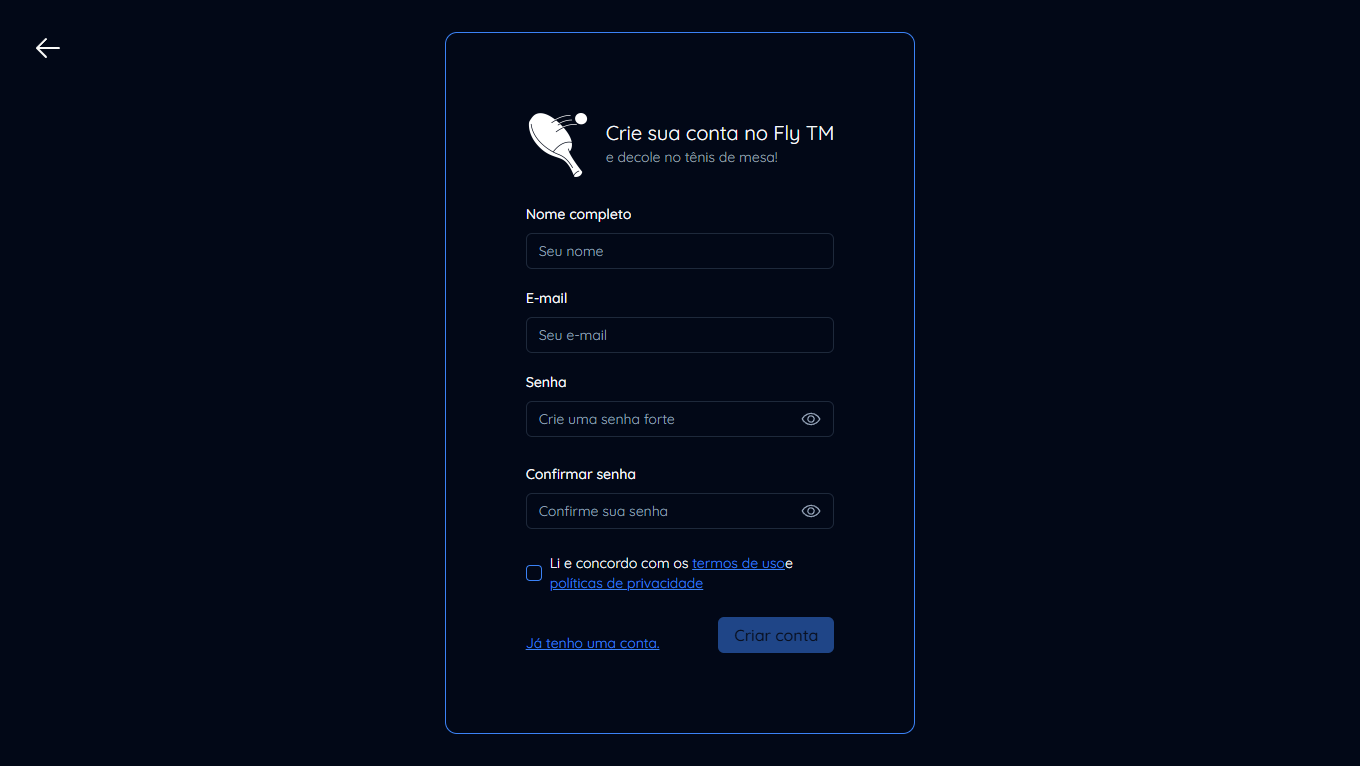 Crie sua conta no Fly TM
e decole no tênis de mesa!
Nome completo
Seu nome
E-mail
Seu e-mail
Senha
Crie uma senha forte
Confirmar senha
Confirme sua senha
Li e concordo com os termos de usoe
políticas de privacidade
Já tenho uma conta.
Criar conta